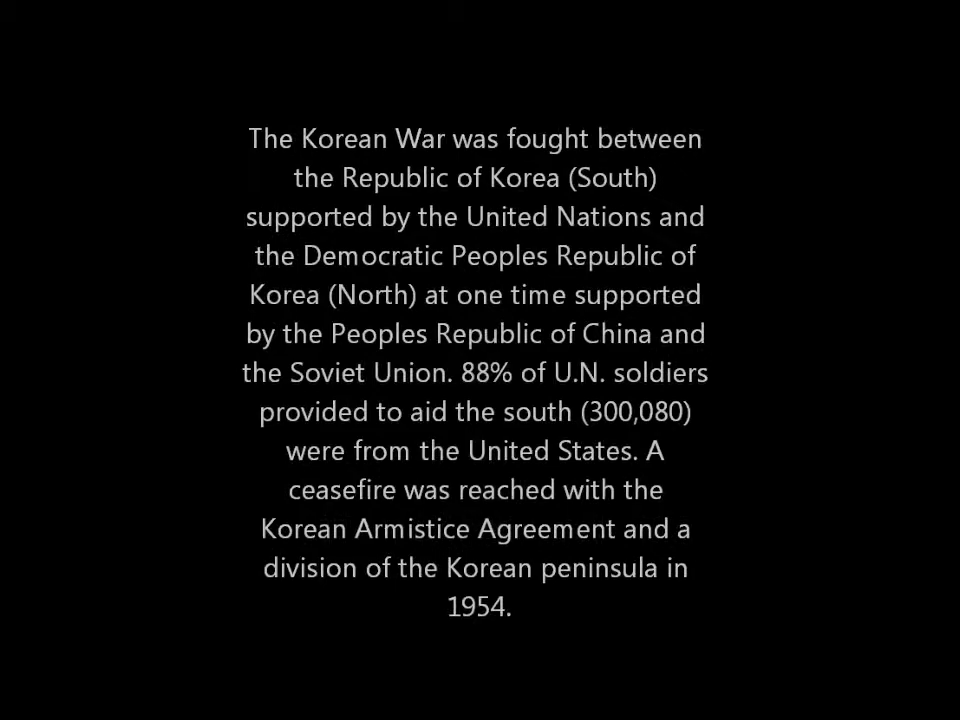 The Korean War was fought between
the Republic of Korea (South)
supported by the United Nations and
the Democratic Peoples Republic of
Korea (North) at one time supported
by the Peoples Republic of China and
the Soviet Union. 88% of U.N. soldiers
provided to aid the south (300,080)
were from the United States. A
ceasefire was reached with the
Korean Armistice Agreement and a
division of the Korean peninsula in
1954.